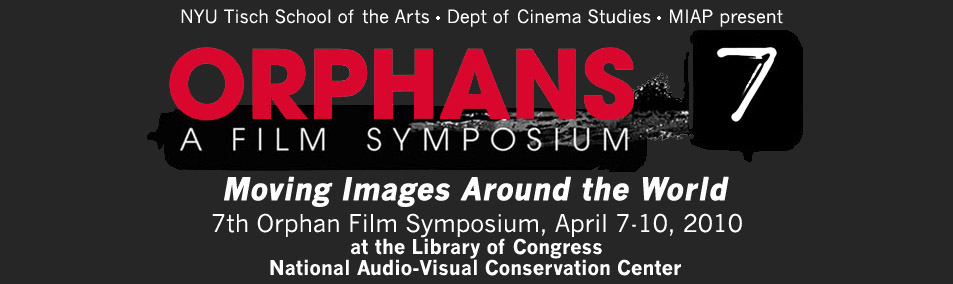 NYU Tisch School of the Arts • Dept of Cinema Studies • MIAP present
ORPHANS 7
A FILM SYMPOSIUM
Moving Images Around the World
7th Orphan Film Symposium, April 7-10, 2010
at the Library of Congress
National Audio-Visual Conservation Center